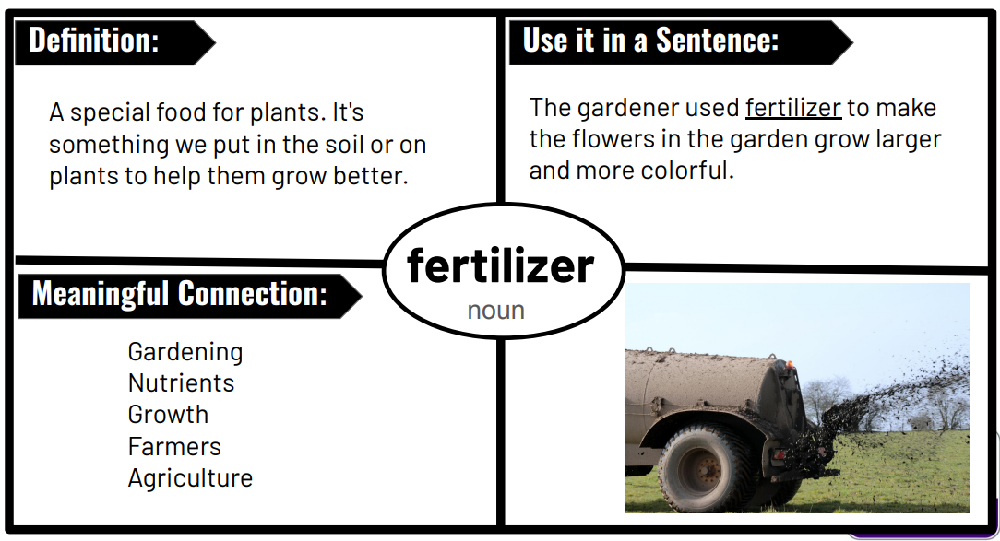 Definition:
A special food for plants. It's
something we put in the soil or on
plants to help them grow better.
Use it in a Sentence:
The gardener used fertilizer to make
the flowers in the garden grow larger
and more colorful.
fertilizer
noun
Meaningful Connection:
Gardening
Nutrients
Growth
Farmers
Agriculture